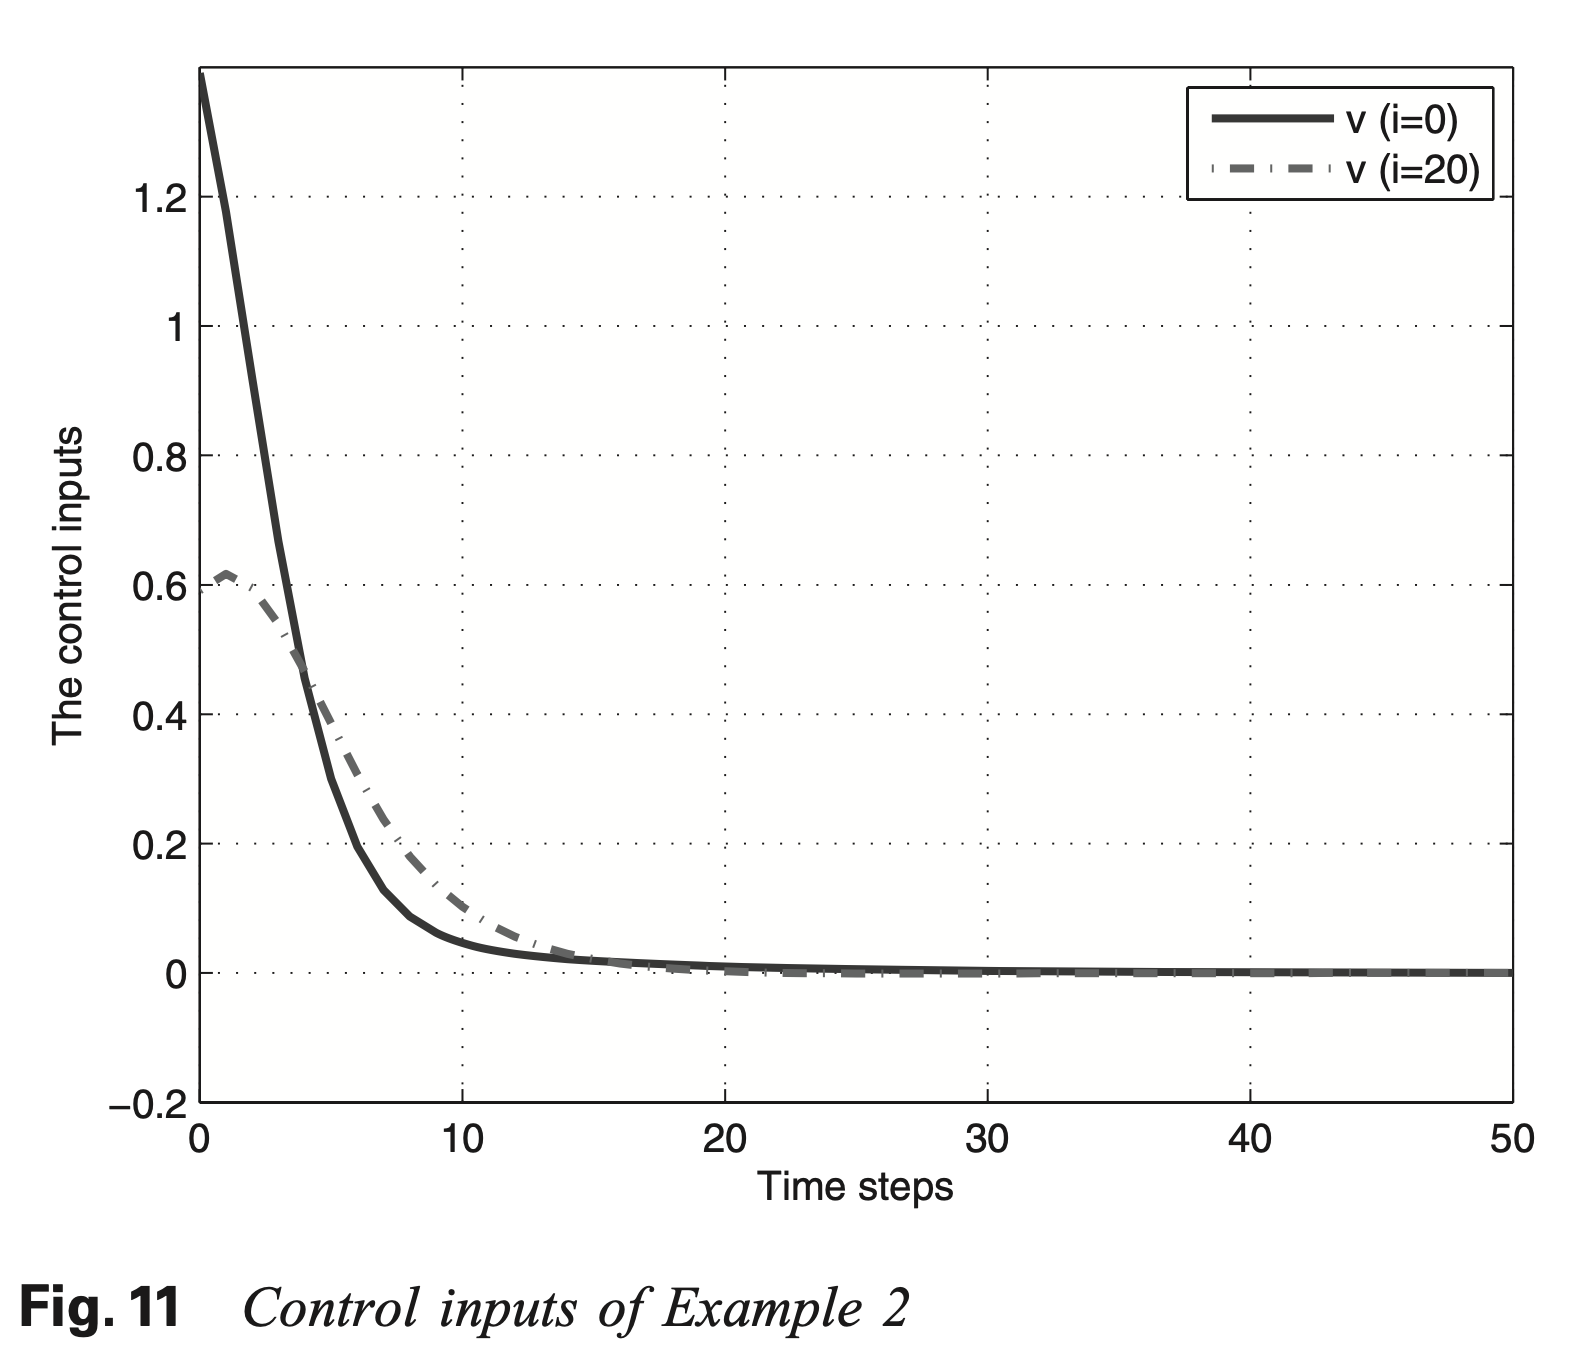 v (i=0)
v (i=20)
1.2
1
0.8
0.6
0.4
0.2
0
−0.2
The control inputs
0 10 20 30 40 50
Time steps
Fig. 11 Control inputs of Example 2